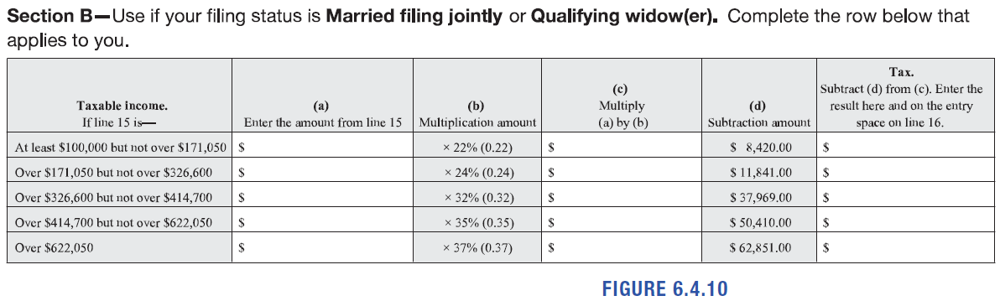 Section B—Use if your filing status is Married filing jointly or Qualifying widow(er). Complete the row below that
applies to you.
Taxable income.
If line 15 is—
(a)
Enter the amount from line 15
(b)
Multiplication amount
(c)
Multiply
(a) by (b)
(d)
Subtraction amount
Tax.
Subtract (d) from (c). Enter the
result here and on the entry
space on line 16.
At least $100,000 but not over $171,050 $ × 22% (0.22) $ $ 8,420.00 $
Over $171,050 but not over $326,600 $ × 24% (0.24) $ $ 11,841.00 $
Over $326,600 but not over $414,700 $ × 32% (0.32) $ $ 37,969.00 $
Over $414,700 but not over $622,050 $ × 35% (0.35) $ $ 50,410.00 $
Over $622,050 $ × 37% (0.37) $ $ 62,851.00 $
FIGURE 6.4.10